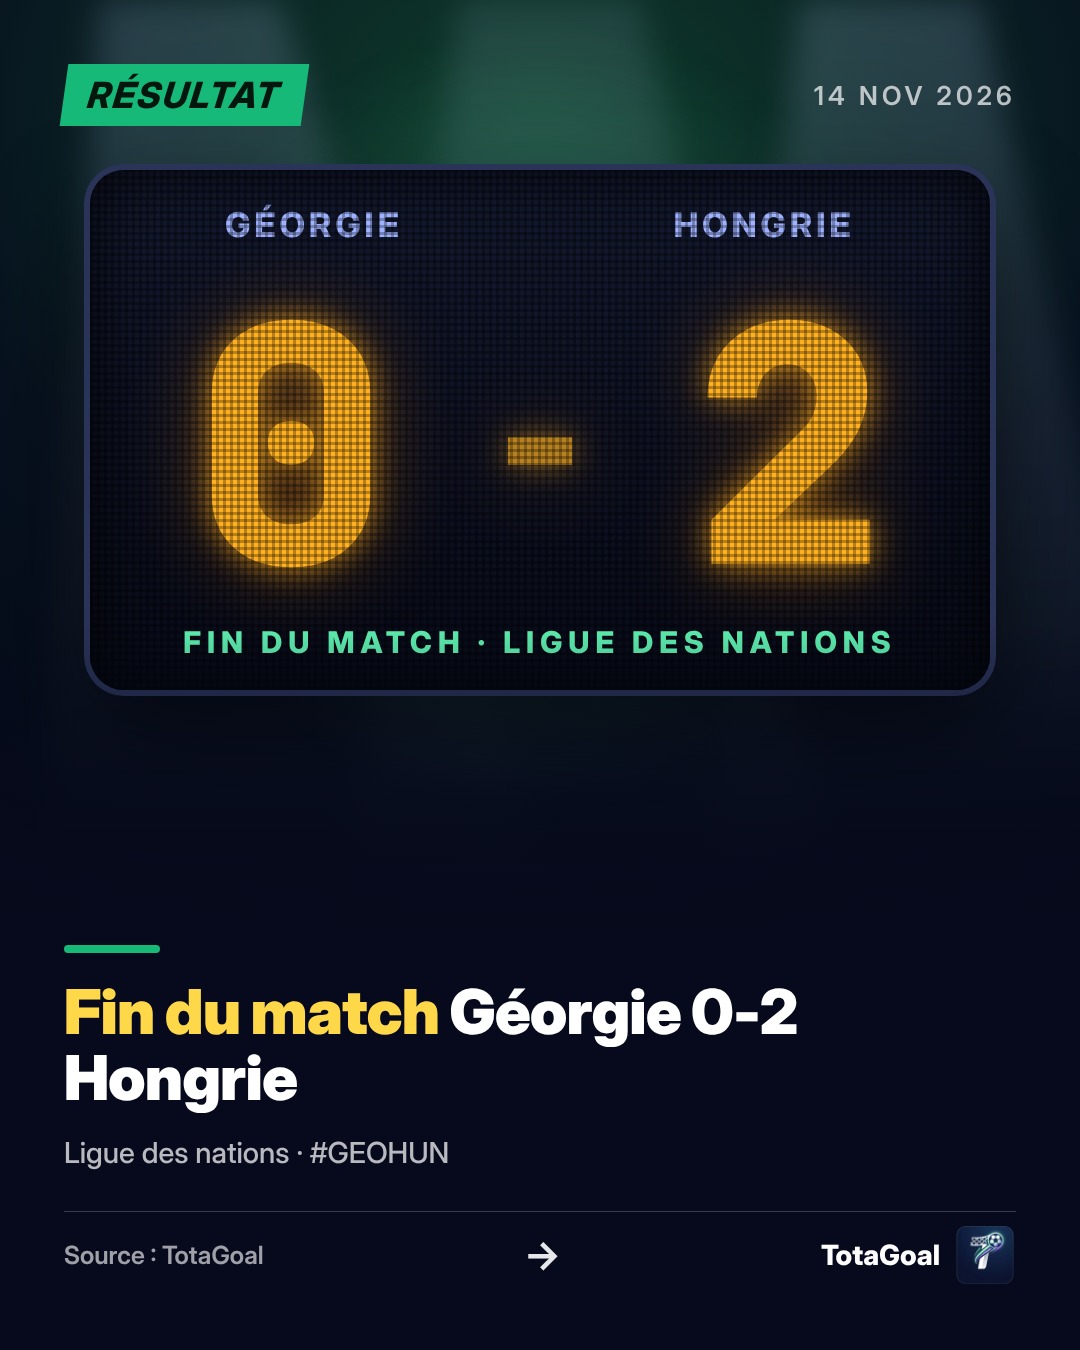 RÉSULTAT
14 NOV 2026
GÉORGIE
HONGRIE
0 - 2
FIN DU MATCH · LIGUE DES NATIONS
Fin du match Géorgie 0-2
Hongrie
Ligue des nations · #GEOHUN
Source : TotaGoal
→
TotaGoal